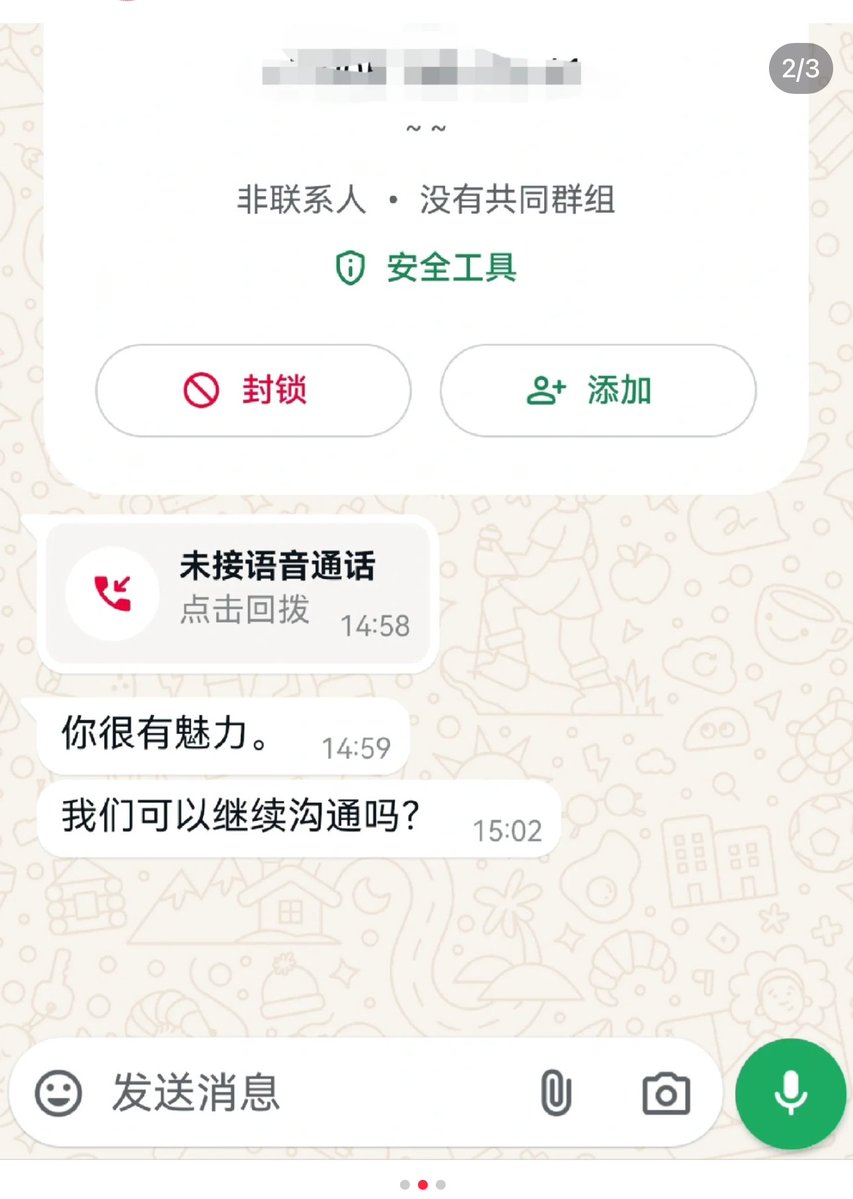 2/3
~ ~
非联系人 • 没有共同群组
安全工具
封锁
添加
未接语音通话
点击回拨 14:58
你很有魅力。 14:59
我们可以继续沟通吗? 15:02
发送消息